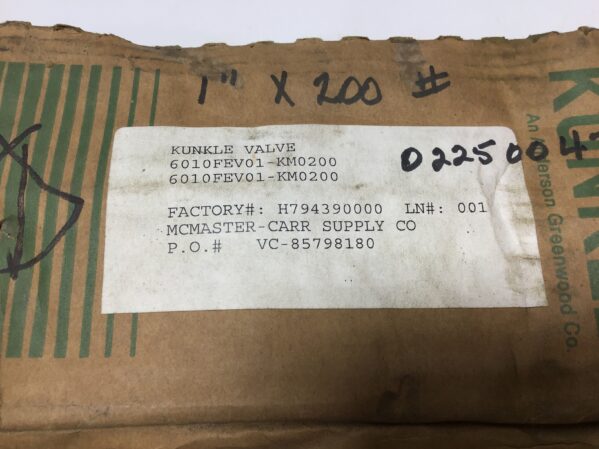 1" X 200 #
KUNKLE VALVE
6010FEV01-KM0200
6010FEV01-KM0200
FACTORY#: H794390000 LN#: 001
MCMASTER-CARR SUPPLY CO
P.O.# VC-85798180
0225004
KUNKLE
An Anderson Greenwood Co.